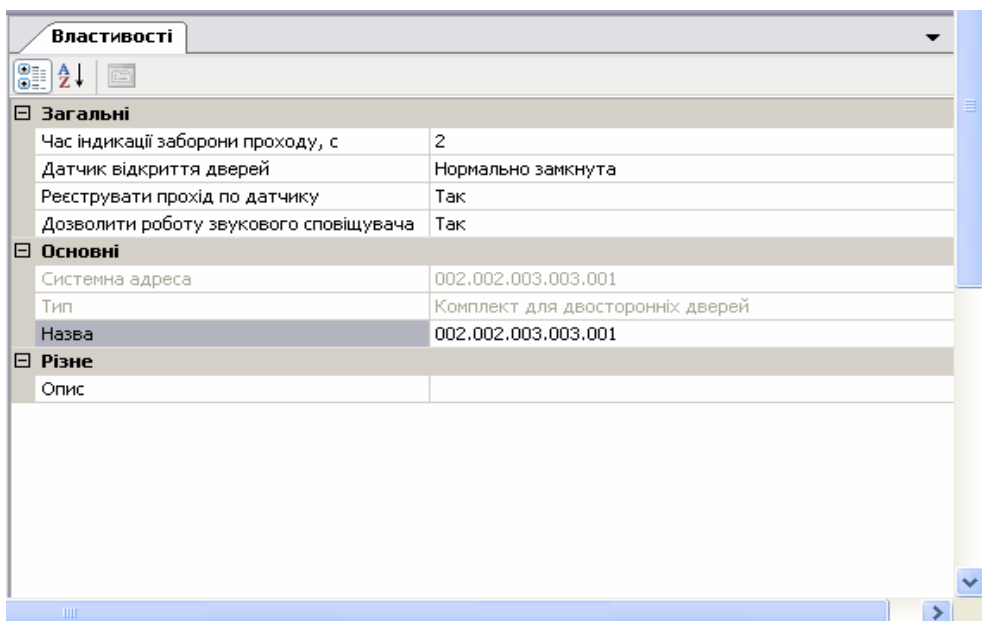 Властивості
Загальні
Час індикації заборони проходу, с 2
Датчик відкриття дверей Нормально замкнута
Реєструвати прохід по датчику Так
Дозволити роботу звукового сповіщувача Так
Основні
Системна адреса 002.002.003.003.001
Тип Комплект для двосторонніх дверей
Назва 002.002.003.003.001
Різне
Опис